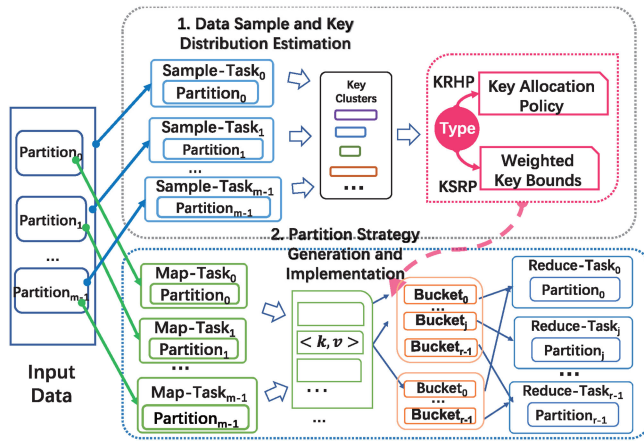 1. Data Sample and Key
Distribution Estimation
Sample-Task0
Partition0
Sample-Task1
Partition1
...
Sample-Taskm-1
Partitionm-1
Key
Clusters
...
KRHP
Type
KSRP
Key Allocation
Policy
Weighted
Key Bounds
Partition0
Partition1
...
Partitionm-1
Input
Data
2. Partition Strategy
Generation and
Implementation
Map-Task0
Partition0
Map-Task1
Partition1
...
Map-Taskm-1
Partitionm-1
< k, v >
...
...
Bucket0
...
Bucketj
Bucketr-1
Bucket0
...
Bucketr-1
Reduce-Task0
Partition0
Reduce-Taskj
Partitionj
...
Reduce-Taskr-1
Partitionr-1